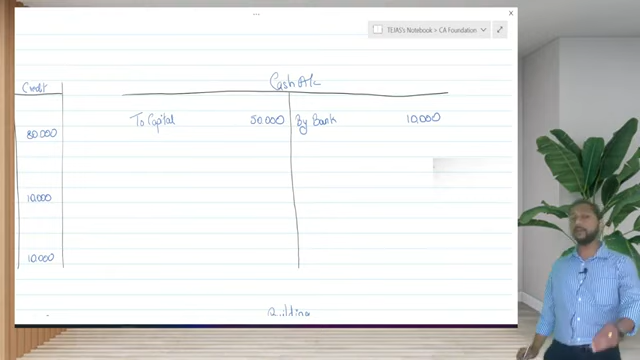 TEJAS's Notebook > CA Foundation
Cash A/c
Credit
To Capital 50,000 By Bank 10,000
80,000
10,000
10,000
Building